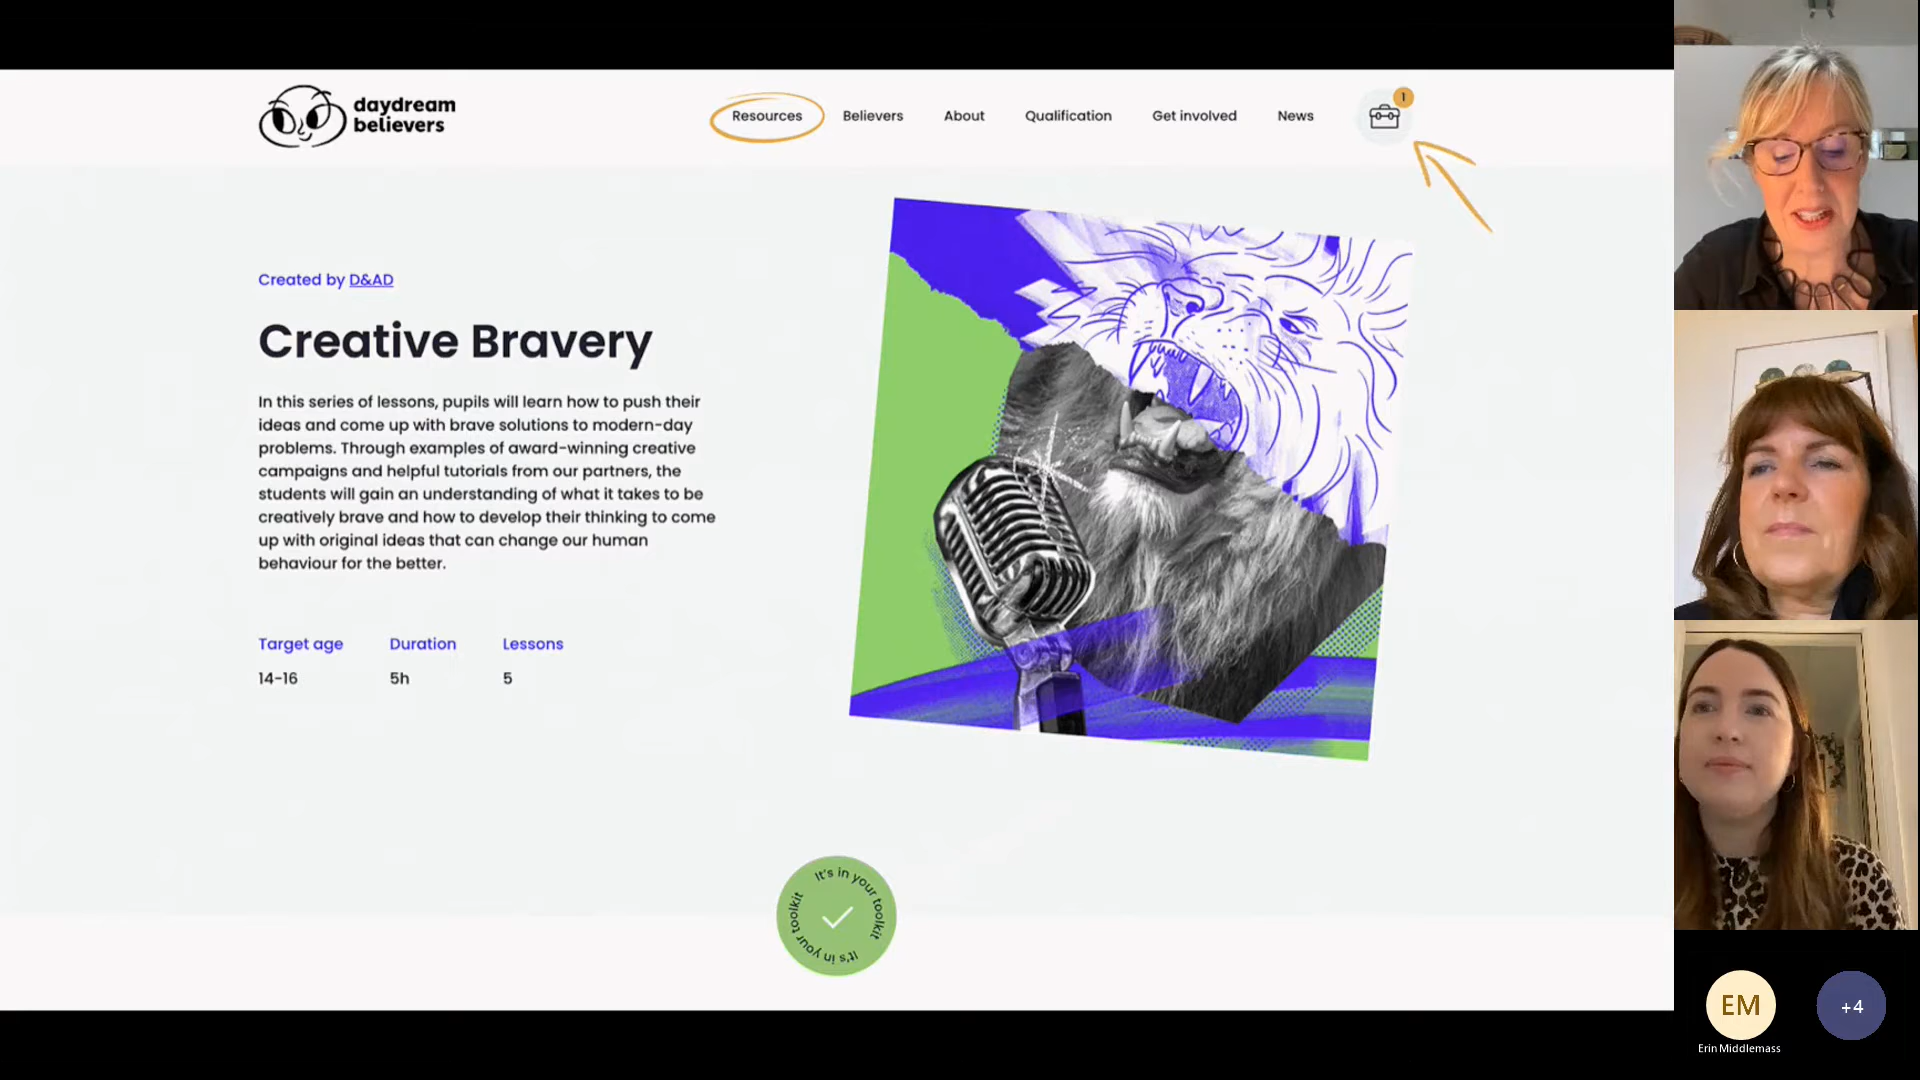 daydream
believers
Resources
Believers
About
Qualification
Get involved
News
1
Created by D&AD
Creative Bravery
In this series of lessons, pupils will learn how to push their
ideas and come up with brave solutions to modern-day
problems. Through examples of award-winning creative
campaigns and helpful tutorials from our partners, the
students will gain an understanding of what it takes to be
creatively brave and how to develop their thinking to come
up with original ideas that can change our human
behaviour for the better.
Target age
Duration
Lessons
14-16
5h
5
It's in your toolkit
It's in your toolkit
EM
+4
Erin Middlemass